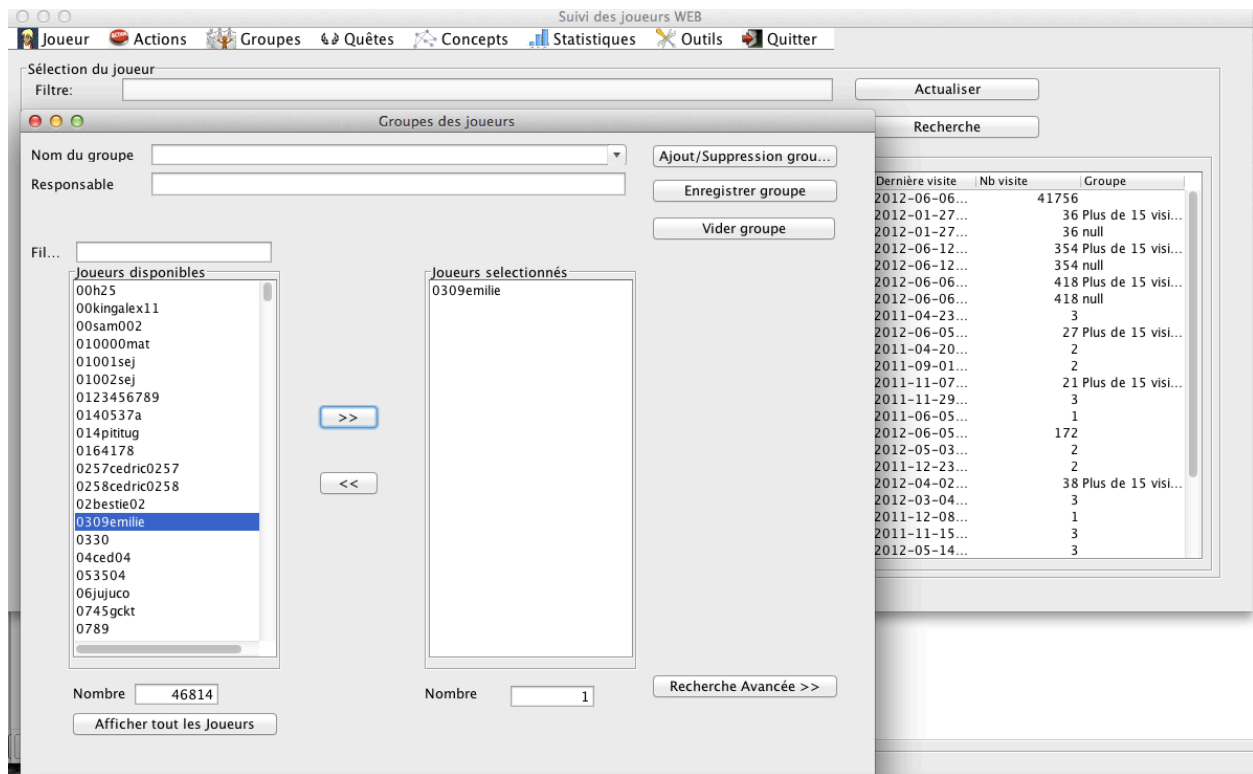 Suivi des joueurs WEB
Joueur Actions Groupes Quêtes Concepts Statistiques Outils Quitter
Sélection du joueur
Filtre:
Actualiser
Recherche
Groupes des joueurs
Nom du groupe
Ajout/Suppression grou...
Responsable
Enregistrer groupe
Vider groupe
Fil...
Joueurs disponibles
00h25
00kingalex11
00sam002
010000mat
01001sej
01002sej
0123456789
0140537a
014pititug
0164178
0257cedric0257
0258cedric0258
02bestie02
0309emilie
0330
04ced04
053504
06jujuco
0745gckt
0789
>>
<<
Joueurs selectionnés
0309emilie
Nombre 46814
Afficher tout les Joueurs
Nombre 1
Recherche Avancée >>
Dernière visite Nb visite Groupe
2012-06-06... 41756
2012-01-27... 36 Plus de 15 visi...
2012-01-27... 36 null
2012-06-12... 354 Plus de 15 visi...
2012-06-12... 354 null
2012-06-06... 418 Plus de 15 visi...
2012-06-06... 418 null
2011-04-23... 3
2012-06-05... 27 Plus de 15 visi...
2011-04-20... 2
2011-09-01... 2
2011-11-07... 21 Plus de 15 visi...
2011-11-29... 3
2011-06-05... 1
2012-06-05... 172
2012-05-03... 2
2011-12-23... 2
2012-04-02... 38 Plus de 15 visi...
2012-03-04... 3
2011-12-08... 1
2011-11-15... 3
2012-05-14... 3